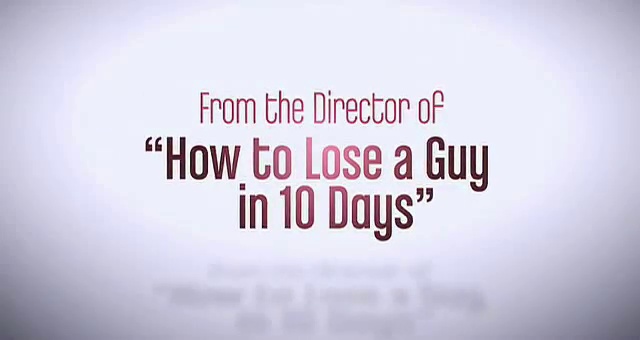 From the Director of
“How to Lose a Guy
in 10 Days”